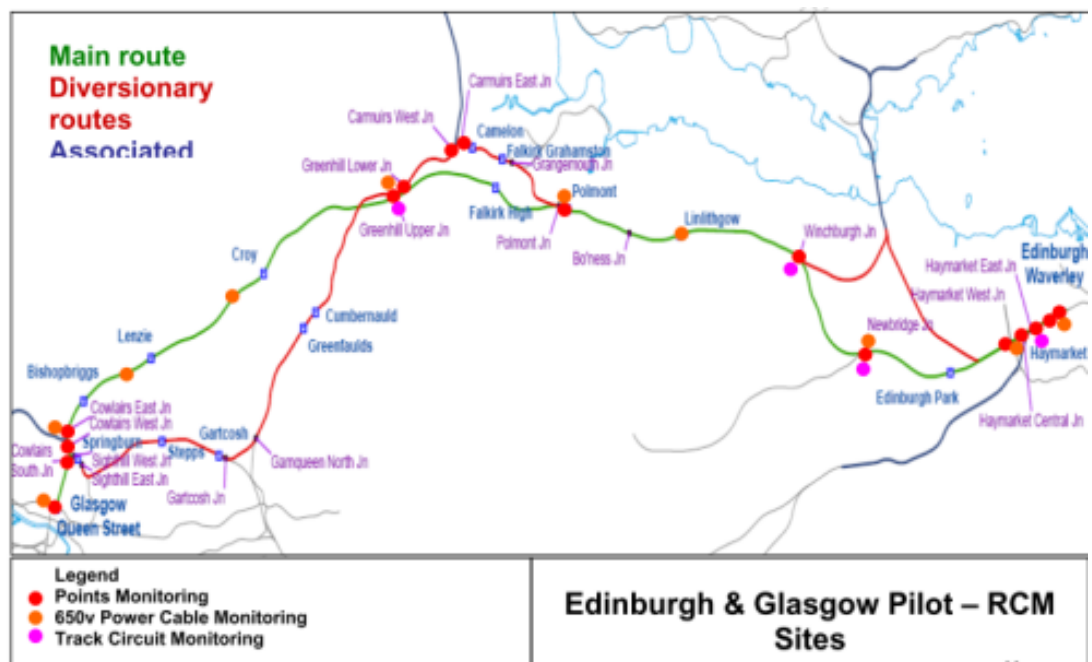 Main route
Diversionary
routes
Associated
Carmuirs East Jn
Carmuirs West Jn
Camelon
Falkirk Grahamston
Grangemouth Jn
Greenhill Lower Jn
Polmont
Falkirk High
Greenhill Upper Jn
Polmont Jn
Linlithgow
Bo'ness Jn
Winchburgh Jn
Edinburgh
Waverley
Haymarket East Jn
Haymarket West Jn
Croy
Cumbernauld
Greenfaulds
Newbridge Jn
Haymarket
Lenzie
Edinburgh Park
Bishopbriggs
Haymarket Central Jn
Cowlairs East Jn
Cowlairs West Jn
Springburn
Gartcosh
Stepps
Cowlairs
South Jn
Sighthill West Jn
Sighthill East Jn
Garnqueen North Jn
Gartcosh Jn
Glasgow
Queen Street
Legend
Points Monitoring
650v Power Cable Monitoring
Track Circuit Monitoring
Edinburgh & Glasgow Pilot – RCM
Sites